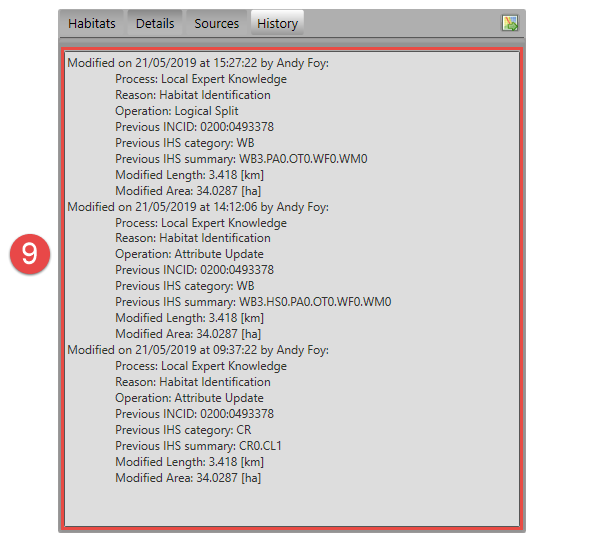 Habitats Details Sources History
Modified on 21/05/2019 at 15:27:22 by Andy Foy:
Process: Local Expert Knowledge
Reason: Habitat Identification
Operation: Logical Split
Previous INCID: 0200:0493378
Previous IHS category: WB
Previous IHS summary: WB3.PA0.OT0.WF0.WM0
Modified Length: 3.418 [km]
Modified Area: 34.0287 [ha]
Modified on 21/05/2019 at 14:12:06 by Andy Foy:
Process: Local Expert Knowledge
Reason: Habitat Identification
Operation: Attribute Update
Previous INCID: 0200:0493378
Previous IHS category: WB
Previous IHS summary: WB3.HS0.PA0.OT0.WF0.WM0
Modified Length: 3.418 [km]
Modified Area: 34.0287 [ha]
9
Modified on 21/05/2019 at 09:37:22 by Andy Foy:
Process: Local Expert Knowledge
Reason: Habitat Identification
Operation: Attribute Update
Previous INCID: 0200:0493378
Previous IHS category: CR
Previous IHS summary: CR0.CL1
Modified Length: 3.418 [km]
Modified Area: 34.0287 [ha]